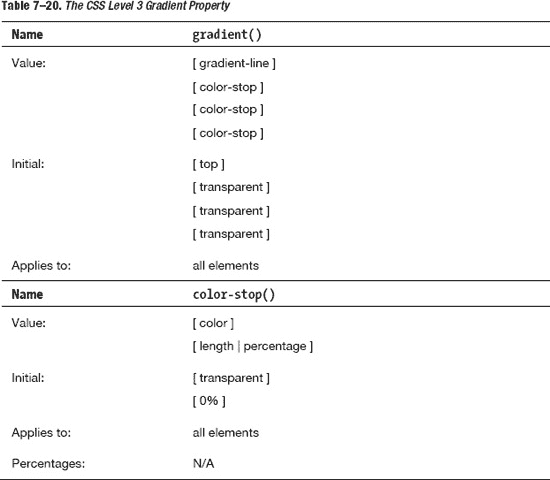 Table 7–20. The CSS Level 3 Gradient Property
Name gradient()
Value: [ gradient-line ]
[ color-stop ]
[ color-stop ]
[ color-stop ]
Initial: [ top ]
[ transparent ]
[ transparent ]
[ transparent ]
Applies to: all elements
Name color-stop()
Value: [ color ]
[ length | percentage ]
Initial: [ transparent ]
[ 0% ]
Applies to: all elements
Percentages: N/A